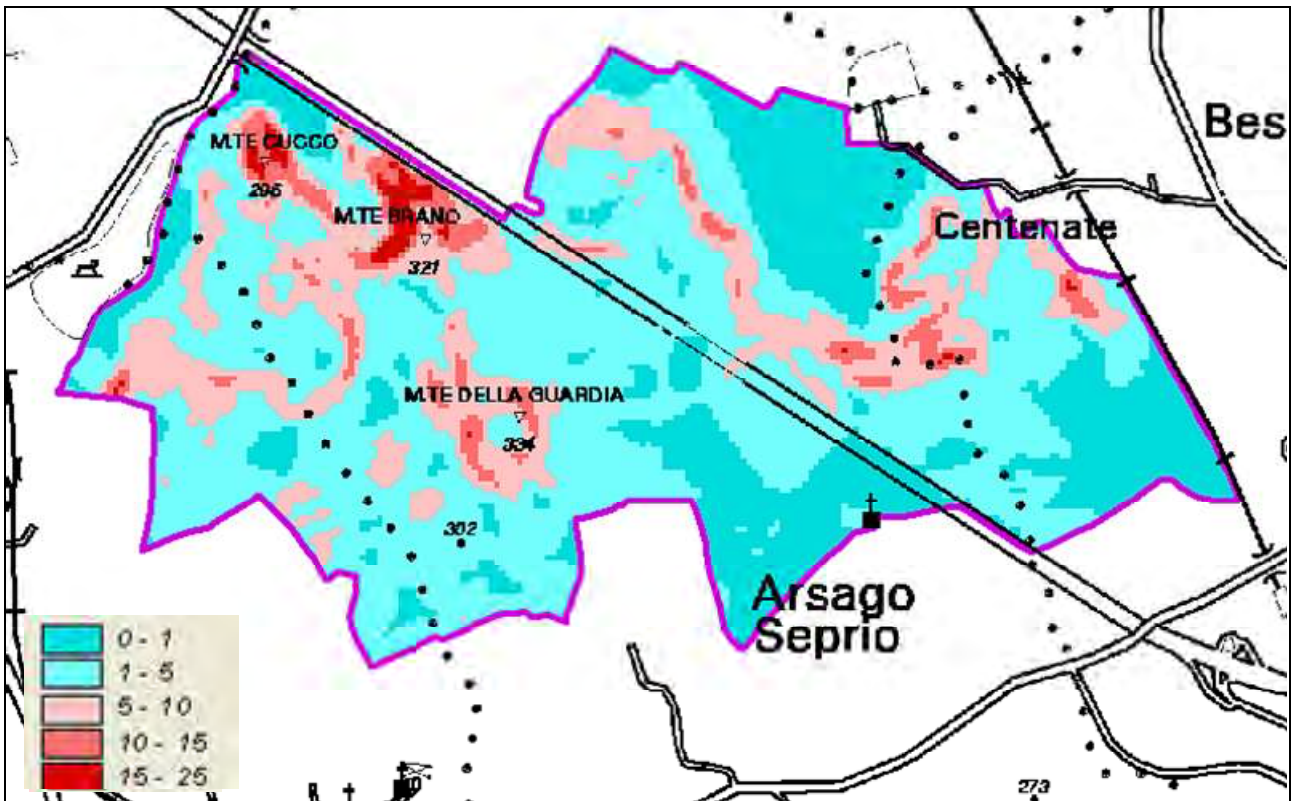 Bes
M.TE CUCCO
296
M.TE BRANO
321
Centenate
M.TE DELLA GUARDIA
334
302
Arsago
Seprio
0 - 1
1 - 5
5 - 10
10 - 15
15 - 25
273